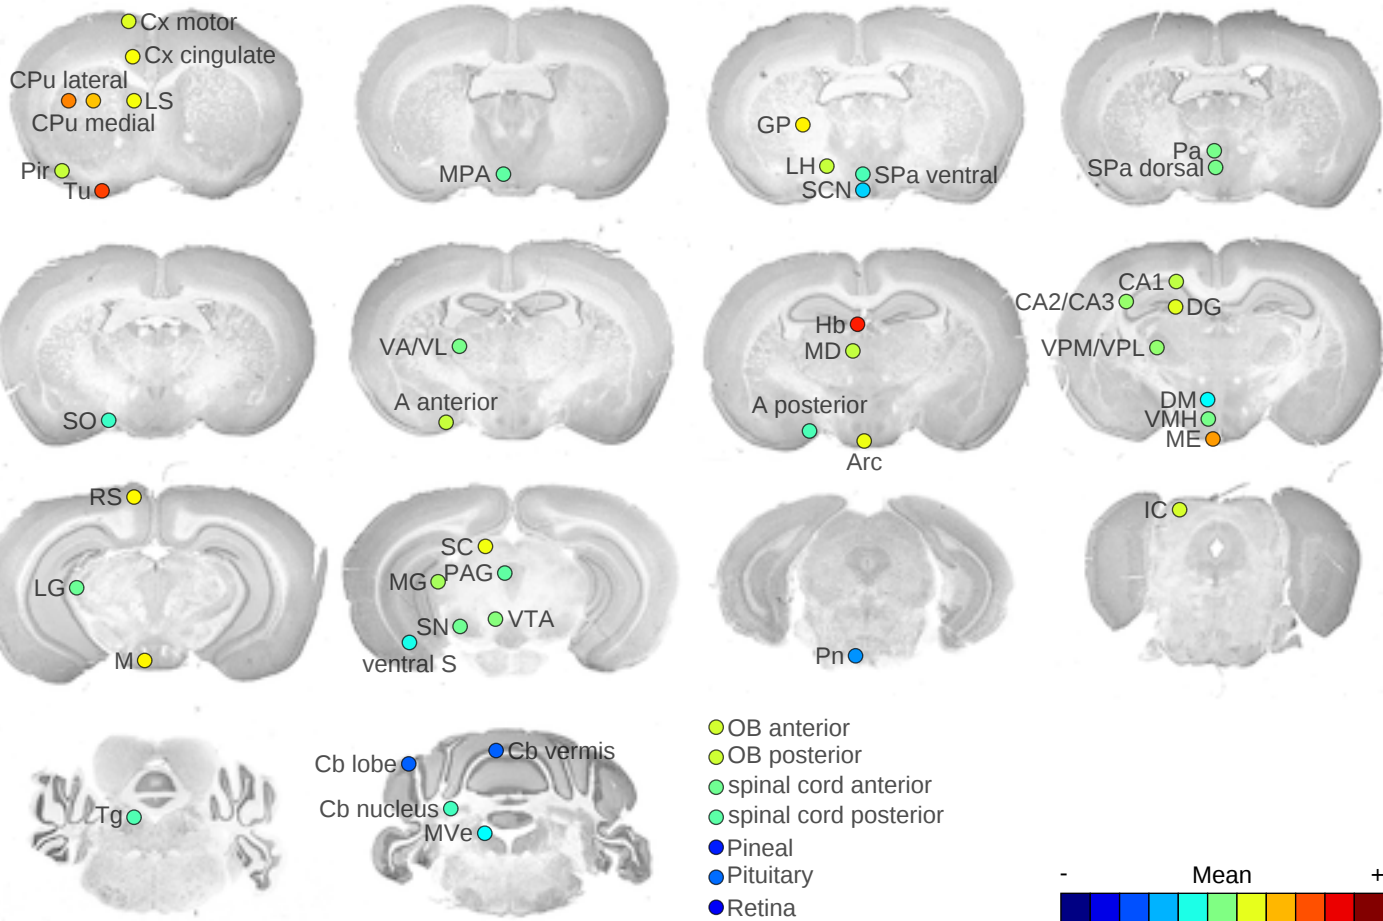 Cx motor
Cx cingulate
CPu lateral
LS
CPu medial
Pir
Tu
MPA
GP
LH
SPa ventral
SCN
Pa
SPa dorsal
SO
VA/VL
A anterior
Hb
MD
A posterior
Arc
CA1
CA2/CA3
DG
VPM/VPL
DM
VMH
ME
RS
LG
M
SC
PAG
MG
VTA
SN
ventral S
Pn
IC
Tg
Cb lobe
Cb vermis
Cb nucleus
MVe
OB anterior
OB posterior
spinal cord anterior
spinal cord posterior
Pineal
Pituitary
Retina
- Mean +